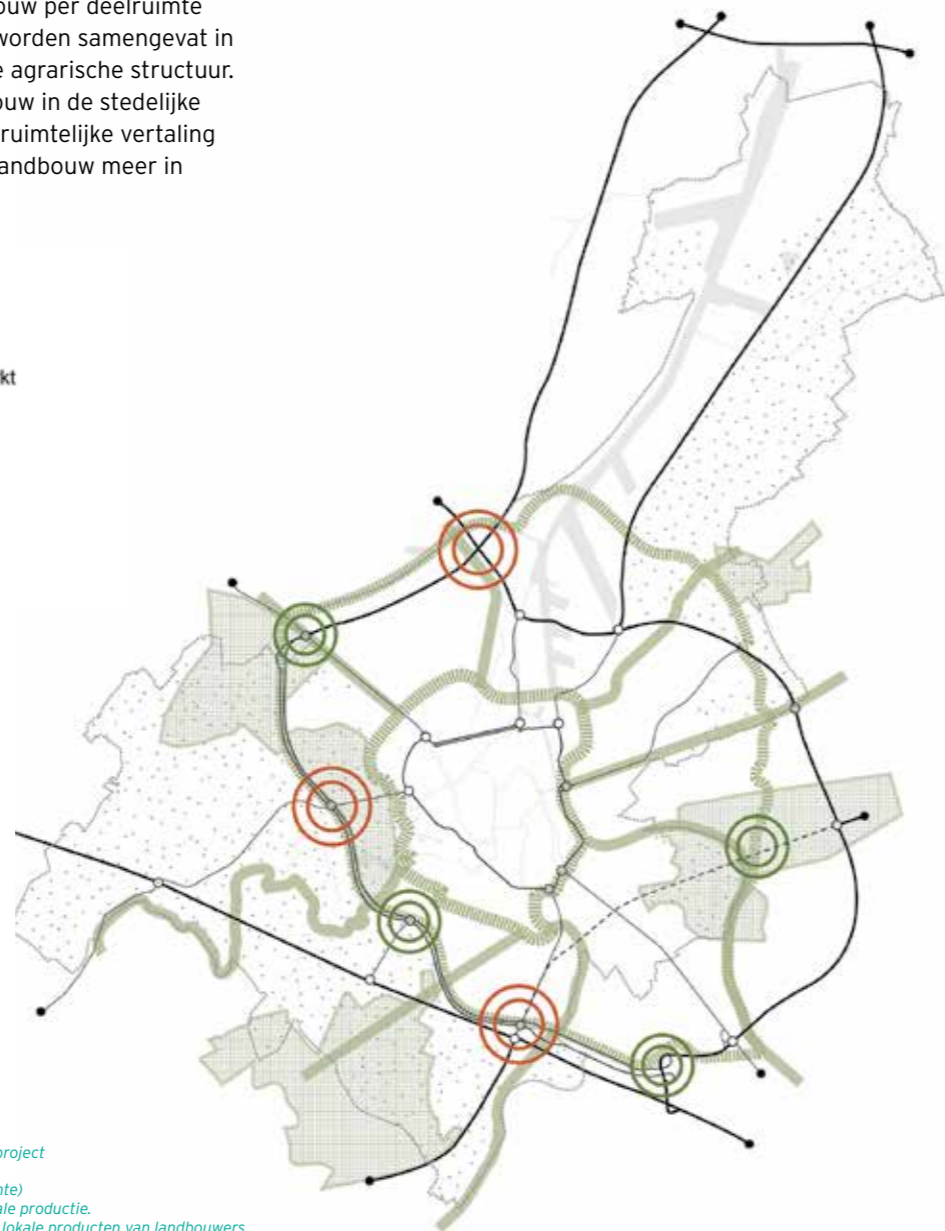 ouw per deelruimte
worden samengevat in
e agrarische structuur.
ouw in de stedelijke
ruimtelijke vertaling
andbouw meer in
kt
project
nte)
ale productie.
lokale producten van landbouwers